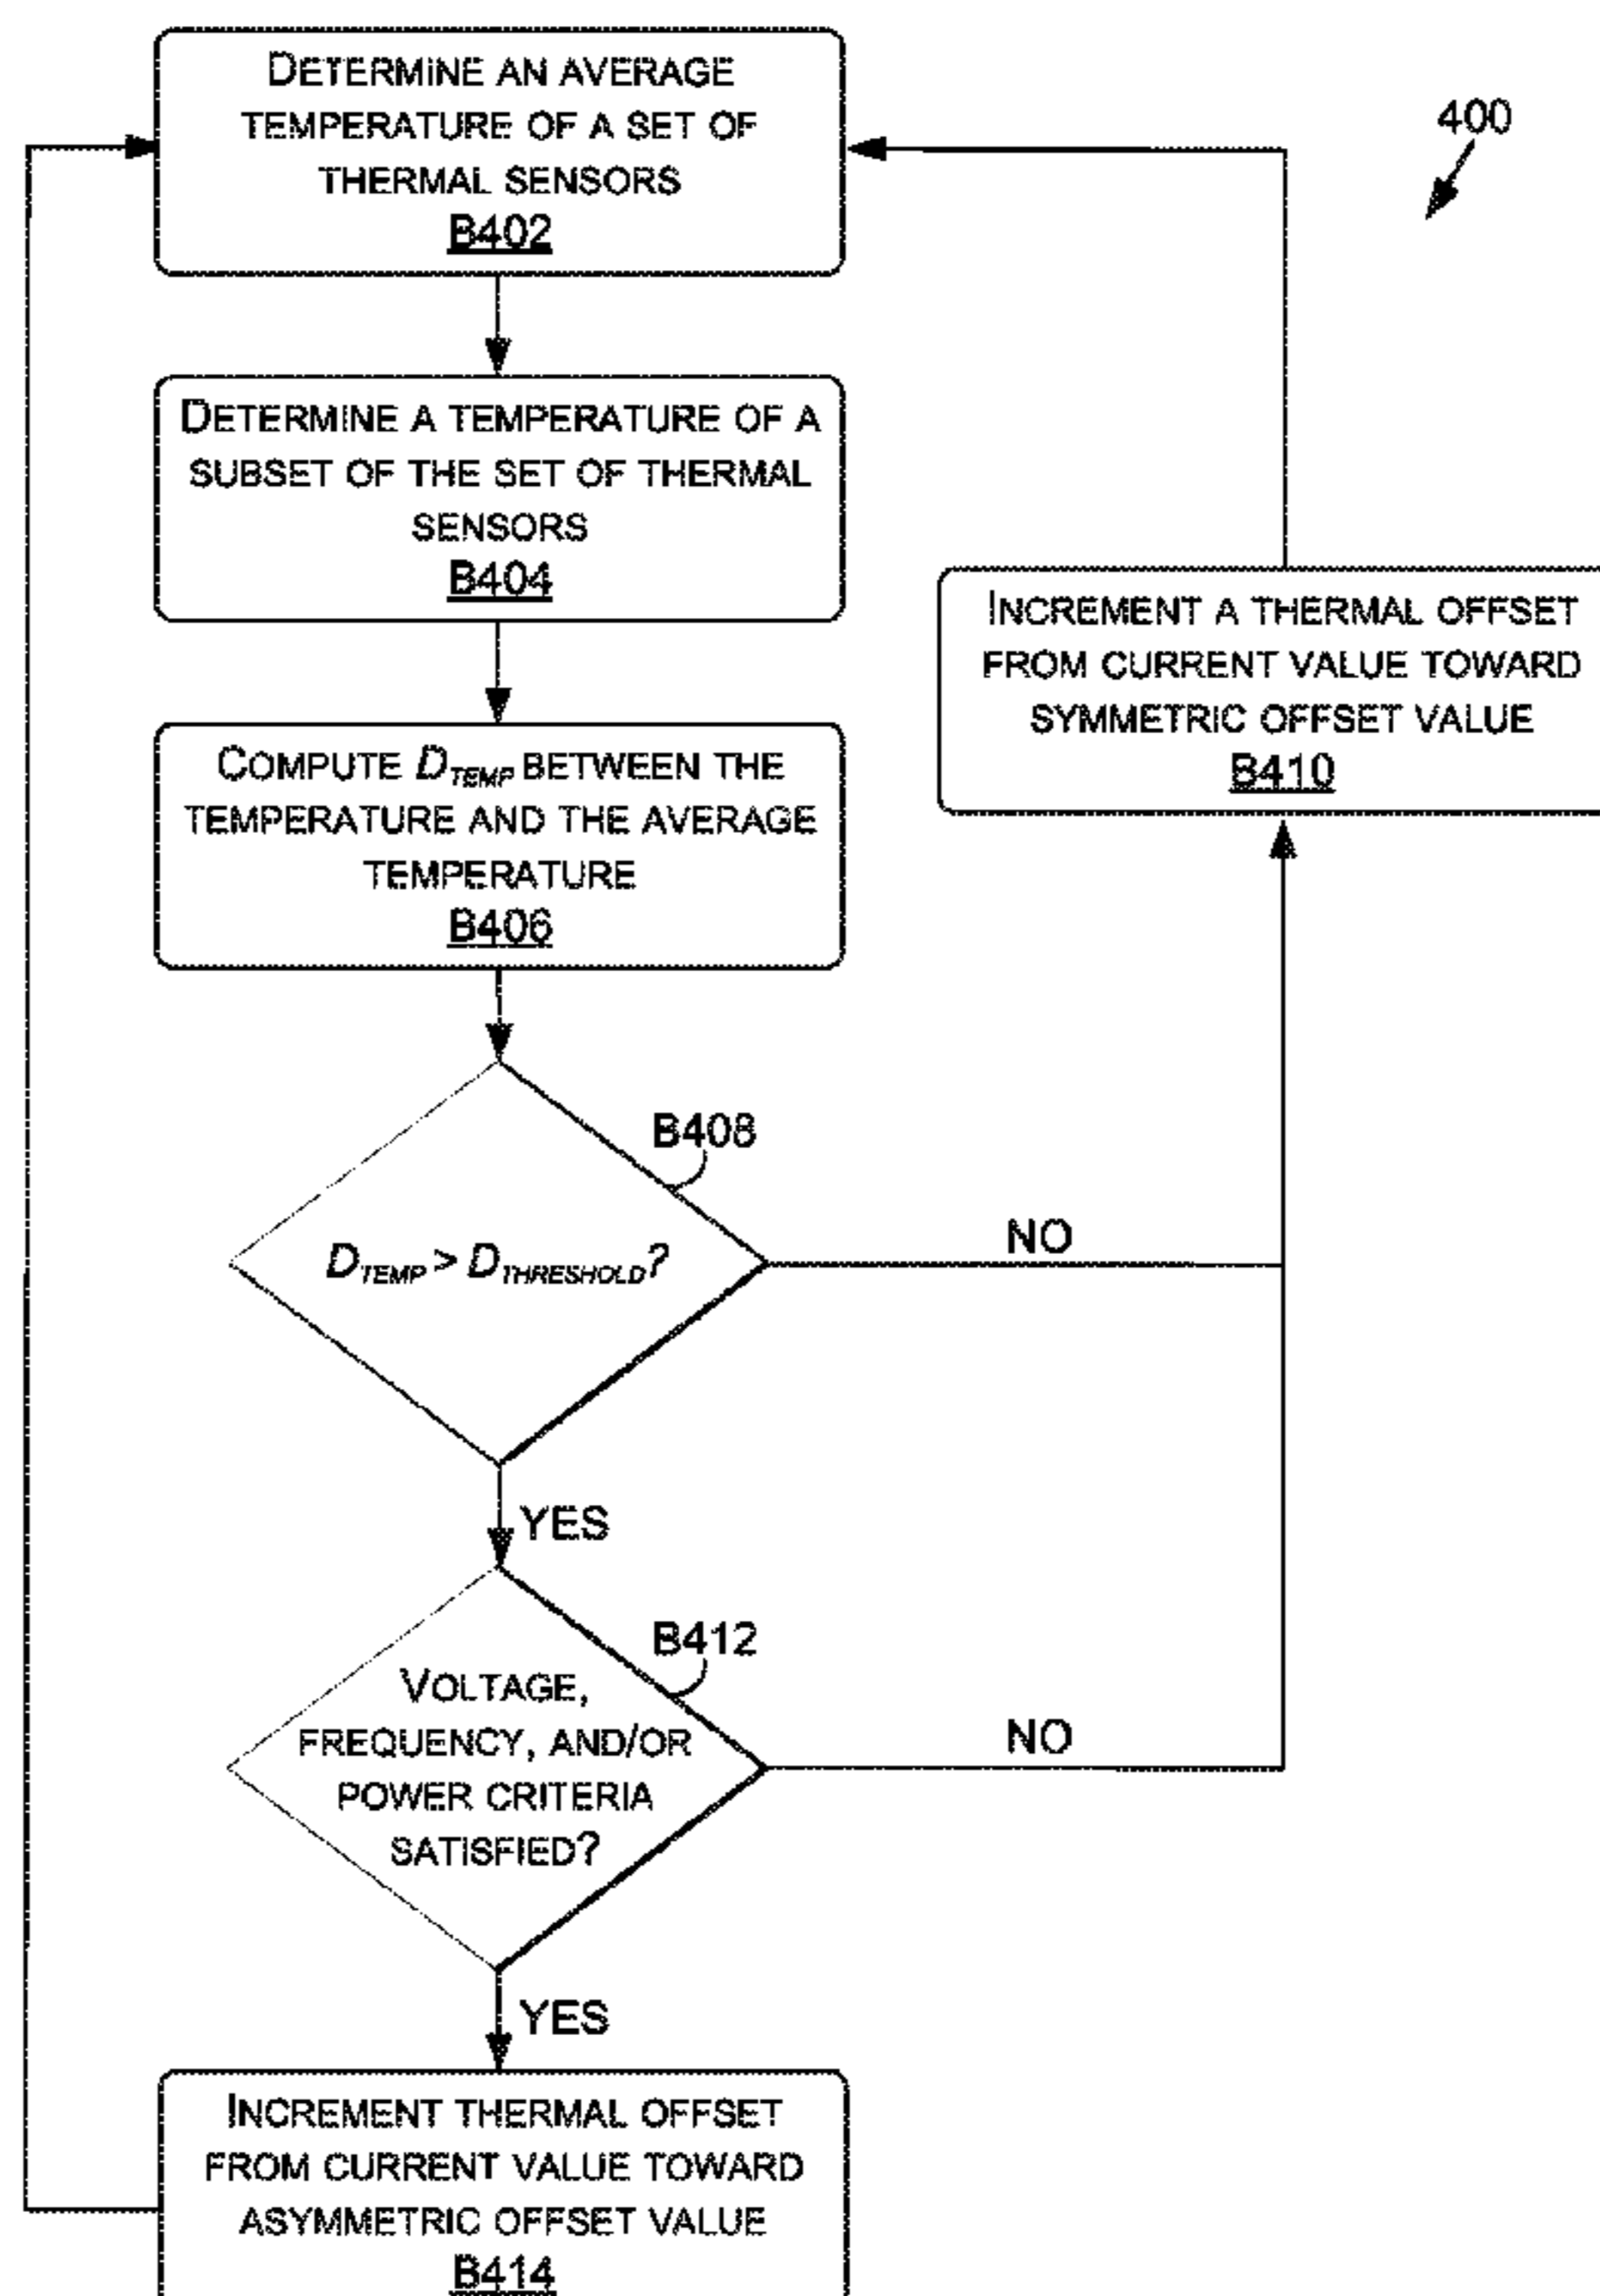 DETERMINE AN AVERAGE
TEMPERATURE OF A SET OF
THERMAL SENSORS
B402
400
DETERMINE A TEMPERATURE OF A
SUBSET OF THE SET OF THERMAL
SENSORS
B404
INCREMENT A THERMAL OFFSET
FROM CURRENT VALUE TOWARD
SYMMETRIC OFFSET VALUE
B410
COMPUTE D_TEMP BETWEEN THE
TEMPERATURE AND THE AVERAGE
TEMPERATURE
B406
B408
D_TEMP > D_THRESHOLD?
NO
YES
B412
VOLTAGE,
FREQUENCY, AND/OR
POWER CRITERIA
SATISFIED?
NO
YES
INCREMENT THERMAL OFFSET
FROM CURRENT VALUE TOWARD
ASYMMETRIC OFFSET VALUE
B414